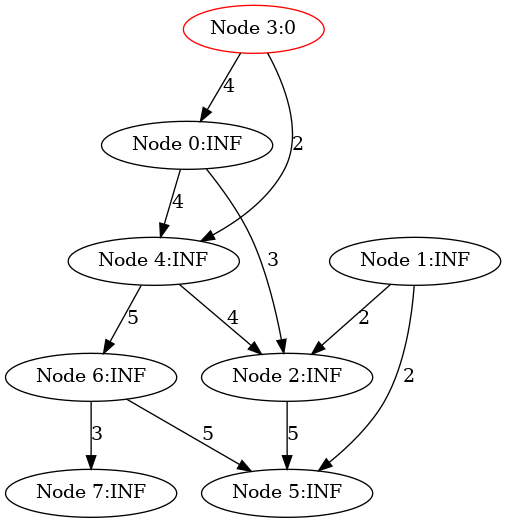 Node 3:0
4
2
Node 0:INF
4
3
Node 4:INF
Node 1:INF
5
4
2
2
Node 6:INF
Node 2:INF
3
5
5
Node 7:INF
Node 5:INF